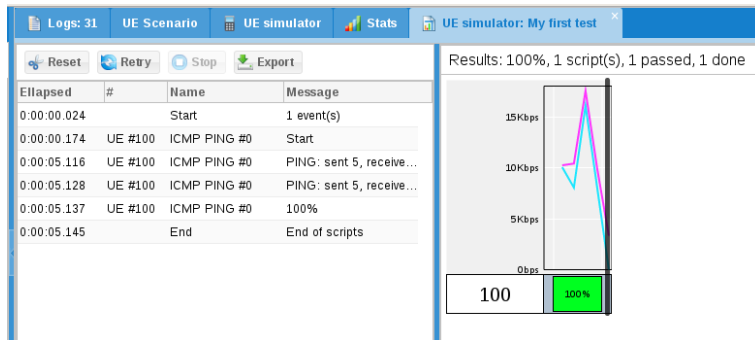 Logs: 31 UE Scenario UE simulator Stats UE simulator: My first test ×
Reset Retry Stop Export
Ellapsed # Name Message
0:00:00.024 Start 1 event(s)
0:00:00.174 UE #100 ICMP PING #0 Start
0:00:05.116 UE #100 ICMP PING #0 PING: sent 5, receive...
0:00:05.128 UE #100 ICMP PING #0 PING: sent 5, receive...
0:00:05.137 UE #100 ICMP PING #0 100%
0:00:05.145 End End of scripts
Results: 100%, 1 script(s), 1 passed, 1 done
15Kbps
10Kbps
5Kbps
0bps
100 100%